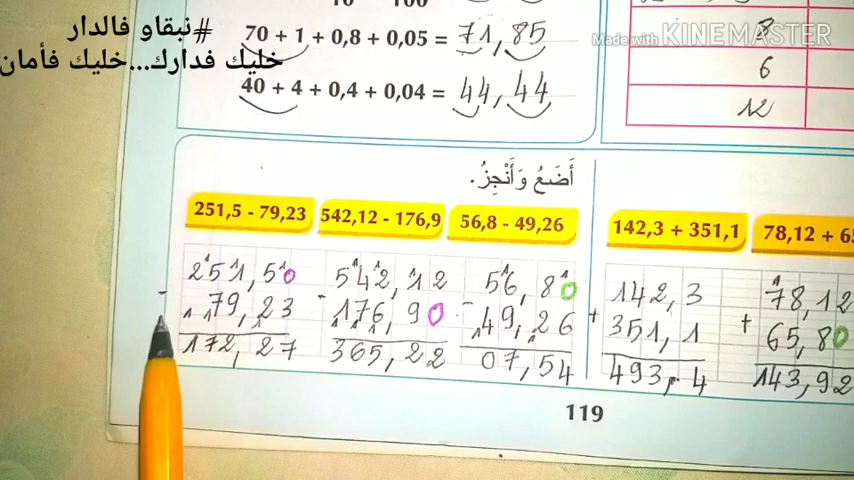 #نبقاو فالدار
خليك فدارك...خليك فأمان
Made with KINEMASTER
70 + 1 + 0,8 + 0,05 = 71,85
40 + 4 + 0,4 + 0,04 = 44,44
8
6
12
أَضَعُ وَأُنْجِزُ.
251,5 - 79,23 542,12 - 176,9 56,8 - 49,26 142,3 + 351,1 78,12 + 65
251,50 542,12 56,80 142,3 78,12
- 79,23 - 176,90 - 49,26 + 351,1 + 65,80
172,27 365,22 07,54 493,4 143,92
119